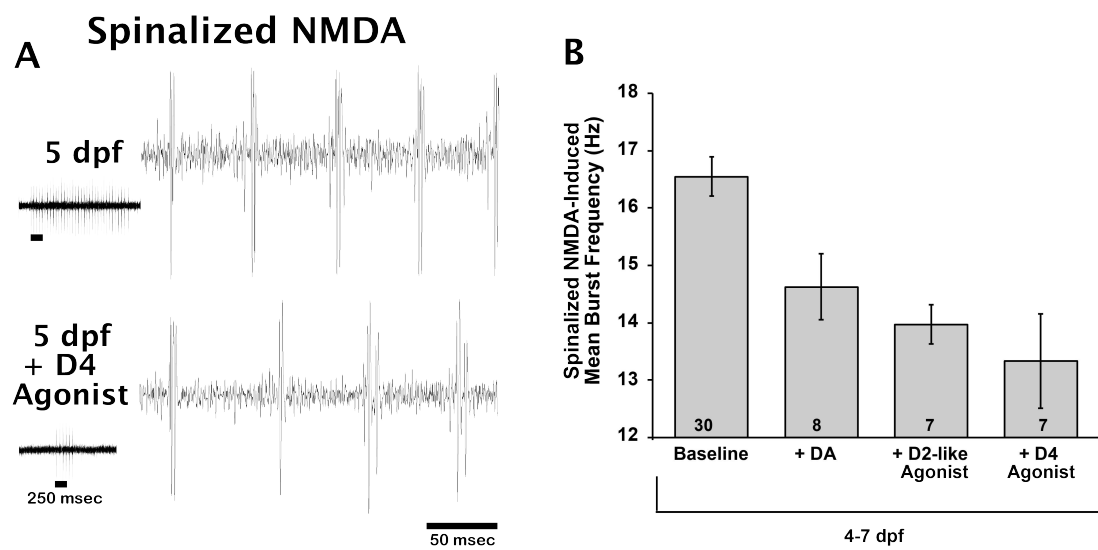 Spinalized NMDA
A
5 dpf
5 dpf
+ D4
Agonist
250 msec
50 msec
B
Spinalized NMDA-Induced
Mean Burst Frequency (Hz)
18
17
16
15
14
13
12
30
8
7
7
Baseline
+ DA
+ D2-like
Agonist
+ D4
Agonist
4-7 dpf